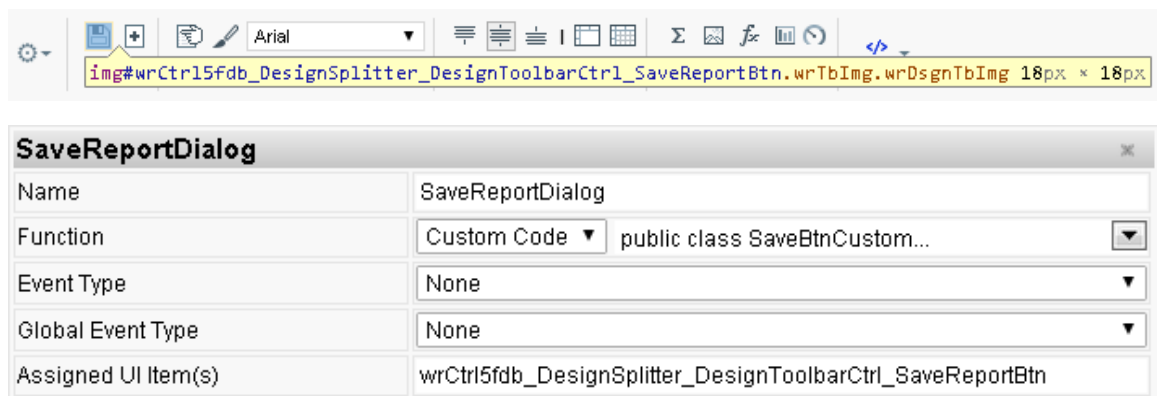 Arial
Σ fx </>
img#wrCtrl5fdb_DesignSplitter_DesignToolbarCtrl_SaveReportBtn.wrTbImg.wrDsgnTbImg 18px × 18px
SaveReportDialog
Name SaveReportDialog
Function Custom Code public class SaveBtnCustom...
Event Type None
Global Event Type None
Assigned UI Item(s) wrCtrl5fdb_DesignSplitter_DesignToolbarCtrl_SaveReportBtn